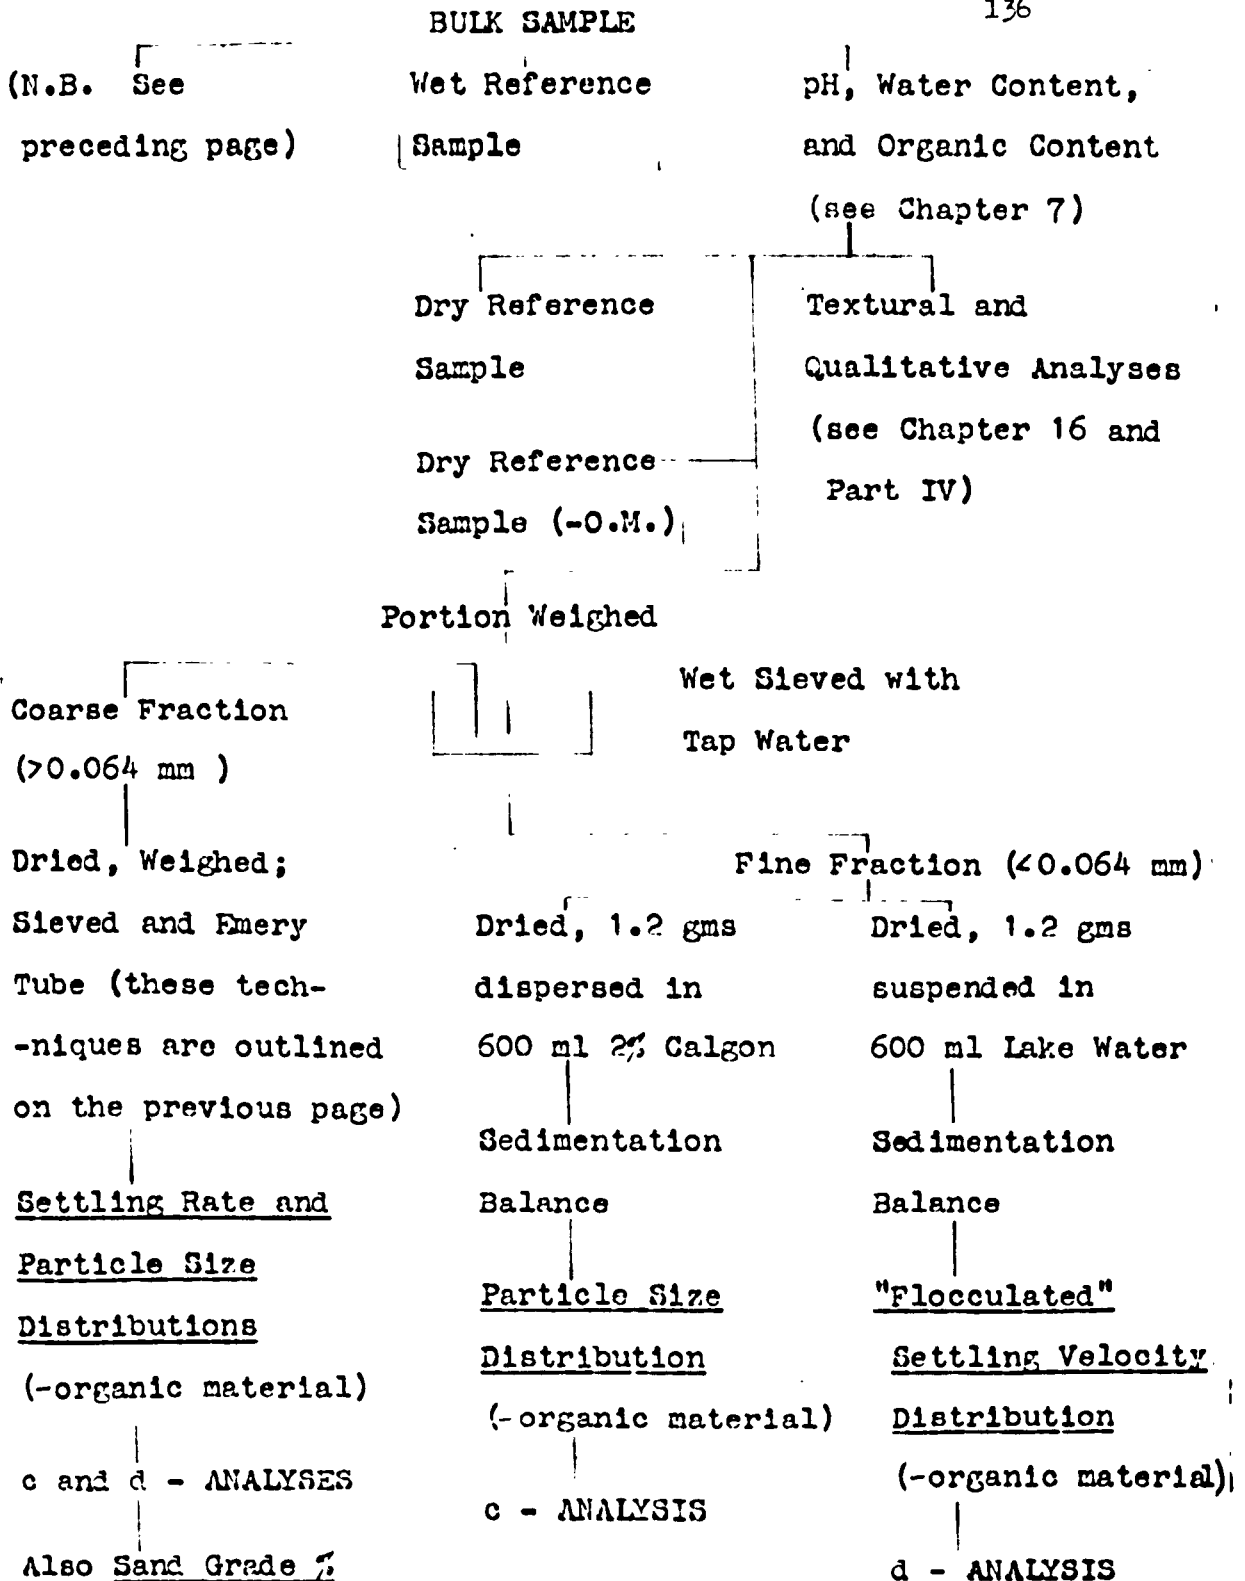 136
BULK SAMPLE
(N.B. See
preceding page)
Wet Reference
Sample
pH, Water Content,
and Organic Content
(see Chapter 7)
Dry Reference
Sample
Textural and
Qualitative Analyses
(see Chapter 16 and
Part IV)
Dry Reference
Sample (-O.M.)
Portion Weighed
Wet Sieved with
Tap Water
Coarse Fraction
(>0.064 mm )
Dried, Weighed;
Sieved and Emery
Tube (these tech-
-niques are outlined
on the previous page)
Settling Rate and
Particle Size
Distributions
(-organic material)
c and d - ANALYSES
Also Sand Grade %
Fine Fraction (<0.064 mm)
Dried, 1.2 gms
dispersed in
600 ml 2% Calgon
Sedimentation
Balance
Particle Size
Distribution
(-organic material)
c - ANALYSIS
Dried, 1.2 gms
suspended in
600 ml Lake Water
Sedimentation
Balance
"Flocculated"
Settling Velocity
Distribution
(-organic material)
d - ANALYSIS